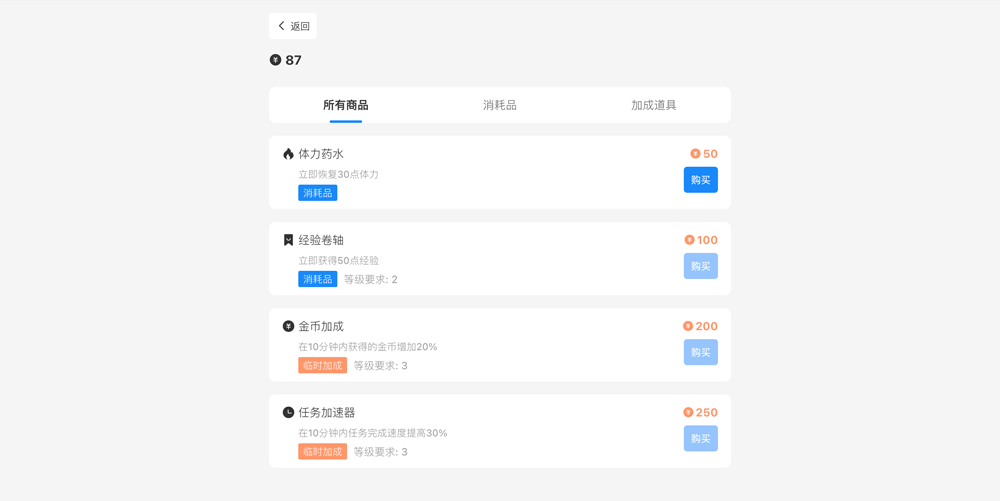 返回
87
所有商品 消耗品 加成道具
体力药水 50
立即恢复30点体力 购买
消耗品
经验卷轴 100
立即获得50点经验 购买
消耗品 等级要求: 2
金币加成 200
在10分钟内获得的金币增加20% 购买
临时加成 等级要求: 3
任务加速器 250
在10分钟内任务完成速度提高30% 购买
临时加成 等级要求: 3